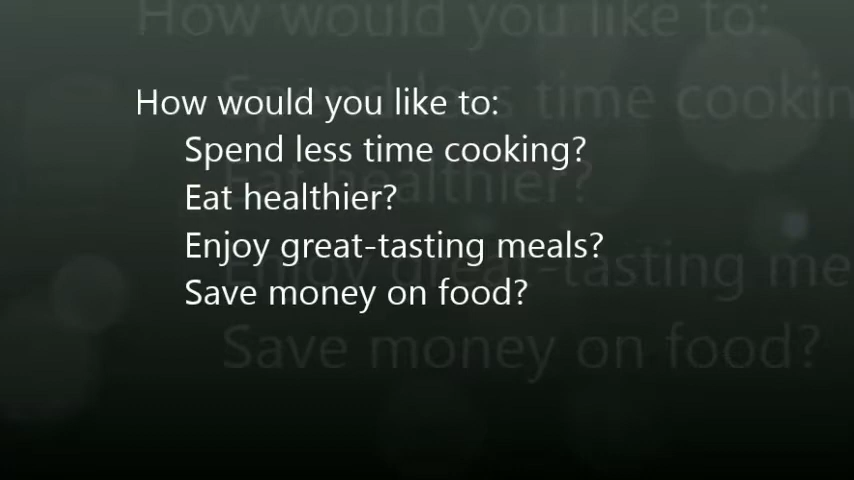 How would you like to:
Spend less time cooking?
Eat healthier?
Enjoy great-tasting meals?
Save money on food?